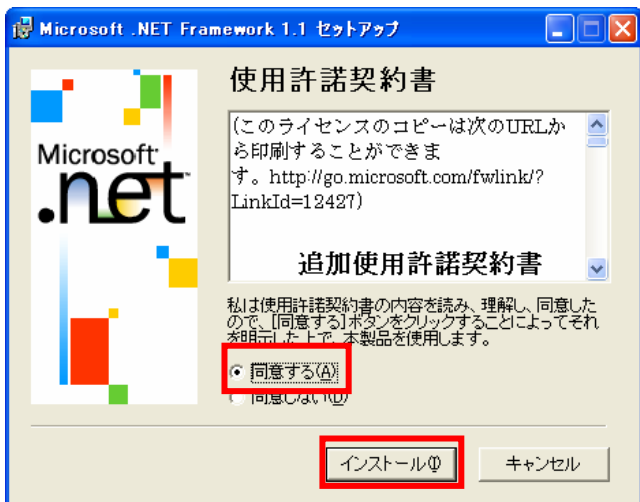 Microsoft .NET Framework 1.1 セットアップ
Microsoft
.net
使用許諾契約書
(このライセンスのコピーは次のURLか
ら印刷することができま
す。http://go.microsoft.com/fwlink/?
LinkId=12427)
追加使用許諾契約書
私は使用許諾契約書の内容を読み、理解し、同意した
ので、[同意する]ボタンをクリックすることによってそれ
を明示した上で、本製品を使用します。
同意する(A)
同意しない(D)
インストール(I)
キャンセル